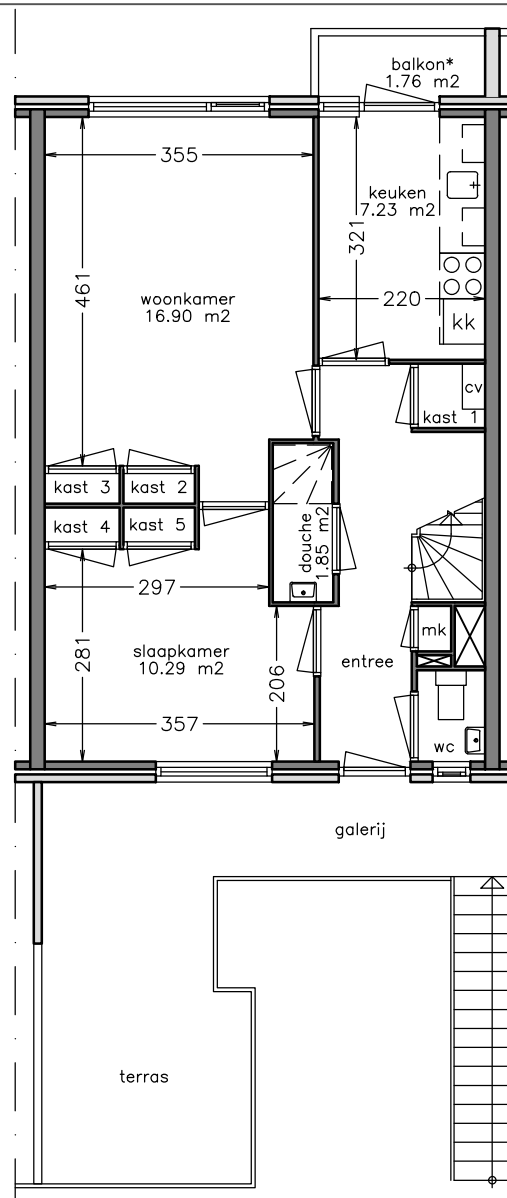 balkon*
1.76 m2
355
keuken
7.23 m2
321
461
woonkamer
16.90 m2
220
kk
cv
kast 1
kast 3
kast 2
kast 4
kast 5
douche
1.85 m2
297
281
slaapkamer
10.29 m2
206
mk
entree
357
wc
galerij
terras